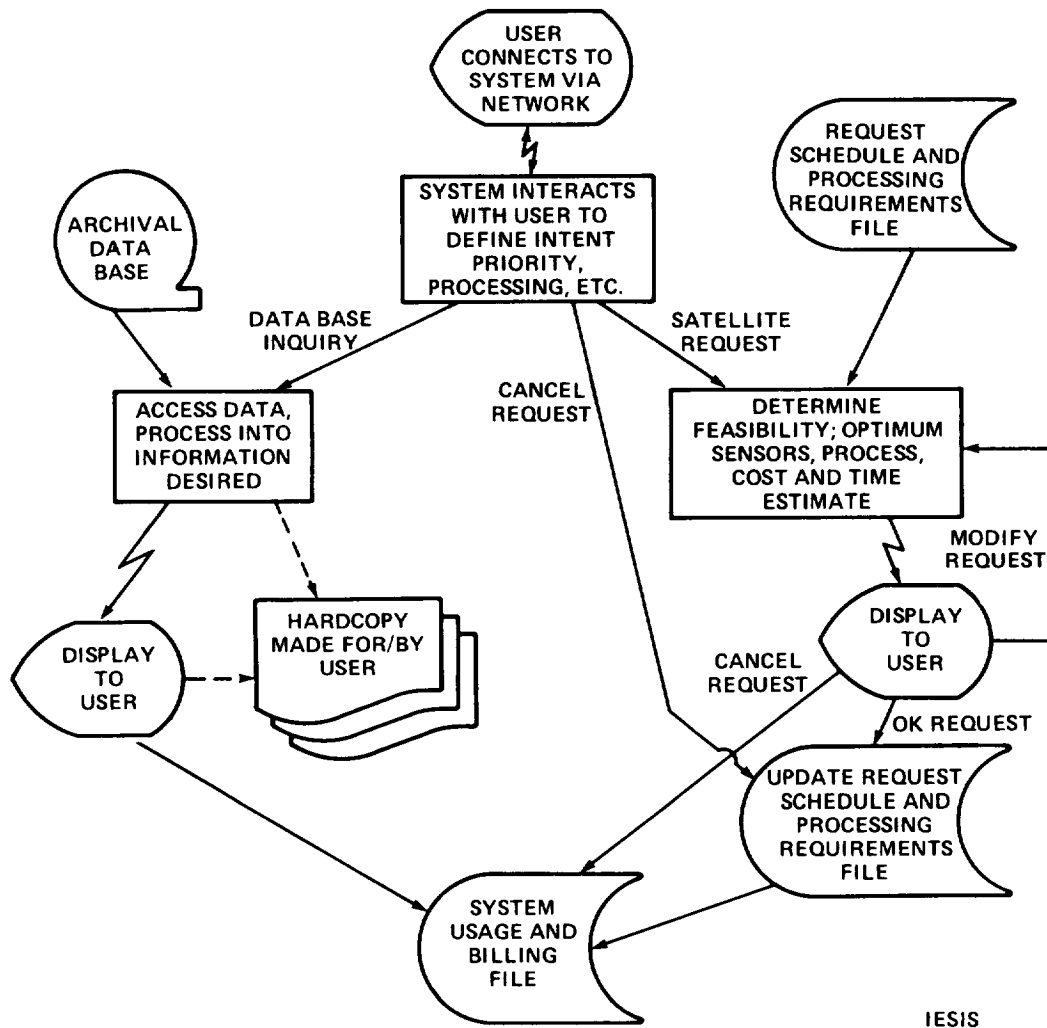 USER
CONNECTS TO
SYSTEM VIA
NETWORK
REQUEST
SCHEDULE AND
PROCESSING
REQUIREMENTS
FILE
SYSTEM INTERACTS
WITH USER TO
DEFINE INTENT
PRIORITY,
PROCESSING, ETC.
ARCHIVAL
DATA
BASE
DATA BASE
INQUIRY
CANCEL
REQUEST
SATELLITE
REQUEST
ACCESS DATA,
PROCESS INTO
INFORMATION
DESIRED
DETERMINE
FEASIBILITY; OPTIMUM
SENSORS, PROCESS,
COST AND TIME
ESTIMATE
MODIFY
REQUEST
DISPLAY
TO
USER
HARDCOPY
MADE FOR/BY
USER
CANCEL
REQUEST
DISPLAY
TO
USER
OK REQUEST
UPDATE REQUEST
SCHEDULE AND
PROCESSING
REQUIREMENTS
FILE
SYSTEM
USAGE AND
BILLING
FILE
IESIS